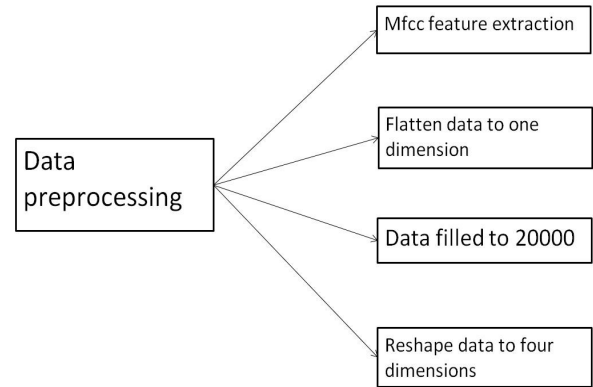 Data
preprocessing
Mfcc feature extraction
Flatten data to one
dimension
Data filled to 20000
Reshape data to four
dimensions